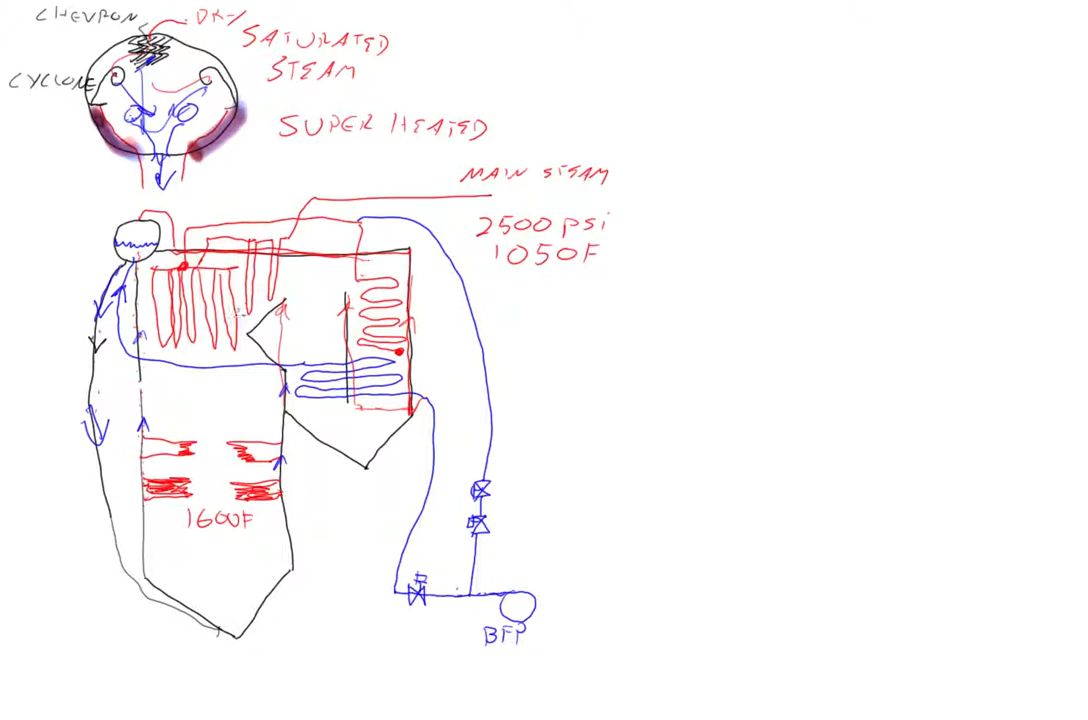 CHEVRON
DRY
SATURATED
STEAM
CYCLONE
SUPER HEATED
MAIN STEAM
2500 PSI
1050F
1600F
BFP